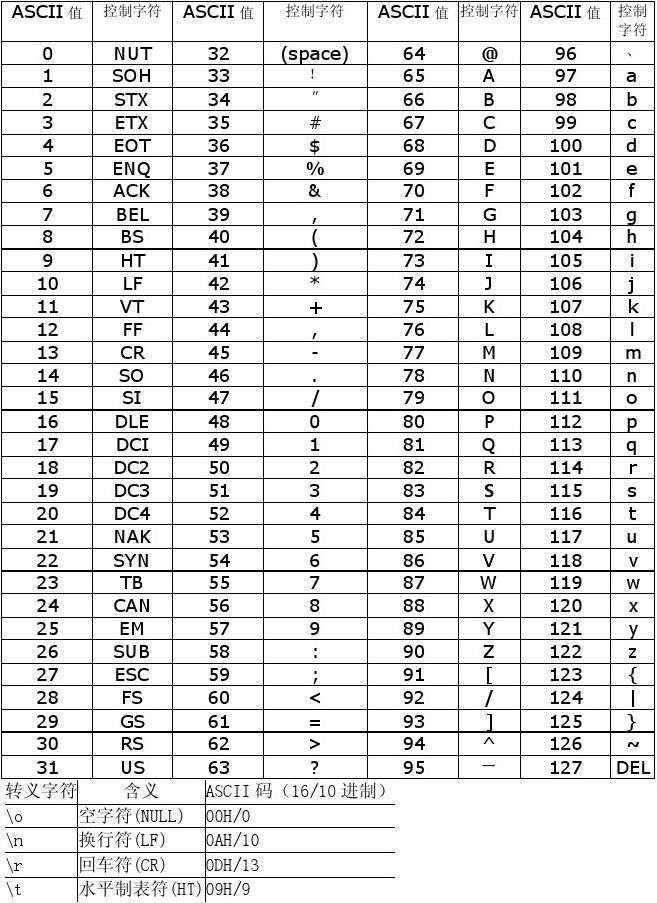 ASCII 值 控制字符 ASCII 值 控制字符 ASCII 值 控制字符 ASCII 值 控制字符
0 NUT 32 (space) 64 @ 96 、
1 SOH 33 ! 65 A 97 a
2 STX 34 ″ 66 B 98 b
3 ETX 35 # 67 C 99 c
4 EOT 36 $ 68 D 100 d
5 ENQ 37 % 69 E 101 e
6 ACK 38 & 70 F 102 f
7 BEL 39 , 71 G 103 g
8 BS 40 ( 72 H 104 h
9 HT 41 ) 73 I 105 i
10 LF 42 * 74 J 106 j
11 VT 43 + 75 K 107 k
12 FF 44 , 76 L 108 l
13 CR 45 - 77 M 109 m
14 SO 46 . 78 N 110 n
15 SI 47 / 79 O 111 o
16 DLE 48 0 80 P 112 p
17 DCI 49 1 81 Q 113 q
18 DC2 50 2 82 R 114 r
19 DC3 51 3 83 S 115 s
20 DC4 52 4 84 T 116 t
21 NAK 53 5 85 U 117 u
22 SYN 54 6 86 V 118 v
23 TB 55 7 87 W 119 w
24 CAN 56 8 88 X 120 x
25 EM 57 9 89 Y 121 y
26 SUB 58 : 90 Z 122 z
27 ESC 59 ; 91 [ 123 {
28 FS 60 < 92 / 124 |
29 GS 61 = 93 ] 125 }
30 RS 62 > 94 ^ 126 ~
31 US 63 ? 95 — 127 DEL
转义字符 含义 ASCII 码（16/10 进制）
\o 空字符(NULL) 00H/0
\n 换行符(LF) 0AH/10
\r 回车符(CR) 0DH/13
\t 水平制表符(HT) 09H/9